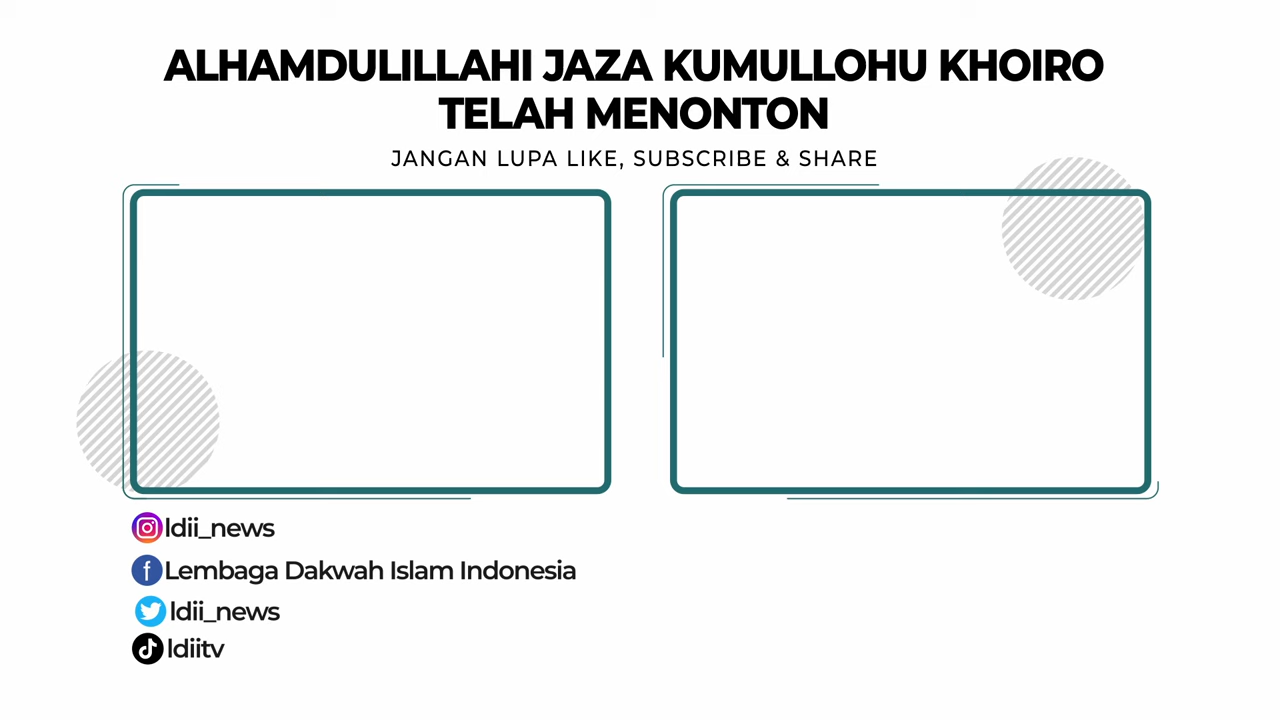 ALHAMDULILLAHI JAZA KUMULLOHU KHOIRO
TELAH MENONTON
JANGAN LUPA LIKE, SUBSCRIBE & SHARE
ldii_news
Lembaga Dakwah Islam Indonesia
ldii_news
ldiitv